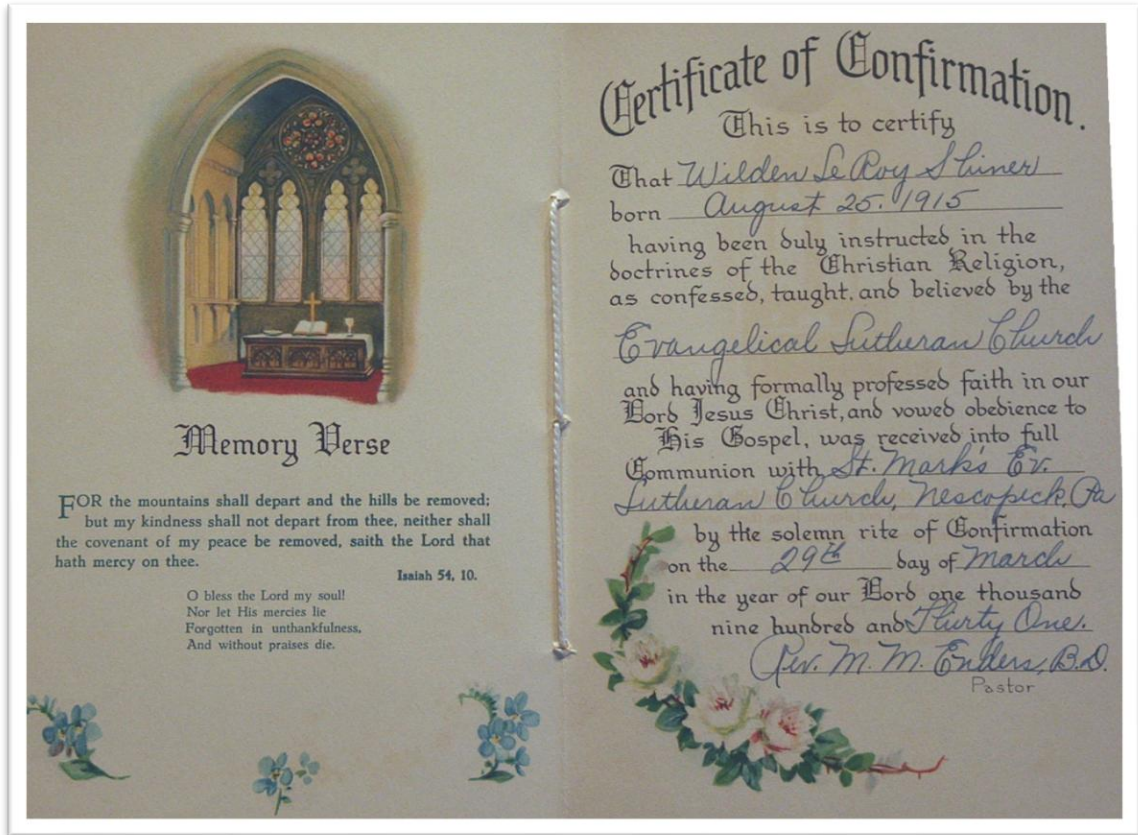 Memory Verse
FOR the mountains shall depart and the hills be removed;
but my kindness shall not depart from thee, neither shall
the covenant of my peace be removed, saith the Lord that
hath mercy on thee.
Isaiah 54, 10.
O bless the Lord my soul!
Nor let His mercies lie
Forgotten in unthankfulness,
And without praises die.
Certificate of Confirmation.
This is to certify
That Wilden LeRoy Shiner
born August 25. 1915
having been duly instructed in the
doctrines of the Christian Religion,
as confessed, taught, and believed by the
Evangelical Lutheran Church
and having formally professed faith in our
Lord Jesus Christ, and vowed obedience to
His Gospel, was received into full
Communion with St. Mark's Ev.
Lutheran Church, Nescopick, Pa
by the solemn rite of Confirmation
on the 29th day of March
in the year of our Lord one thousand
nine hundred and Thirty One.
Rev. M. M. Enders, B.D.
Pastor